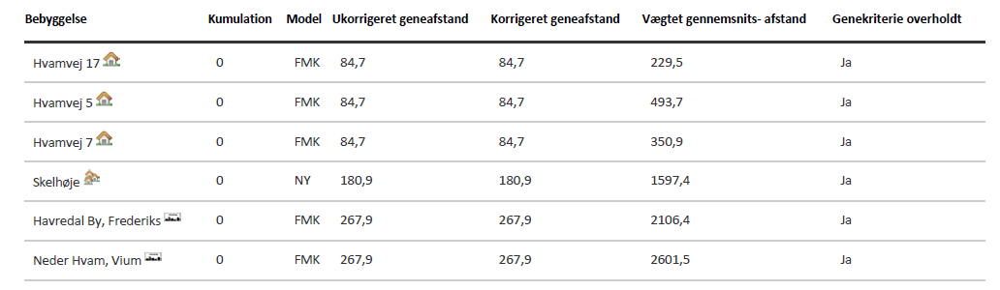 Bebyggelse Kumulation Model Ukorrigeret geneafstand Korrigeret geneafstand Vægtet gennemsnits- afstand Genekriterie overholdt
Hvamvej 17 0 FMK 84,7 84,7 229,5 Ja
Hvamvej 5 0 FMK 84,7 84,7 493,7 Ja
Hvamvej 7 0 FMK 84,7 84,7 350,9 Ja
Skelhøje 0 NY 180,9 180,9 1597,4 Ja
Havredal By, Frederiks 0 FMK 267,9 267,9 2106,4 Ja
Neder Hvam, Vium 0 FMK 267,9 267,9 2601,5 Ja